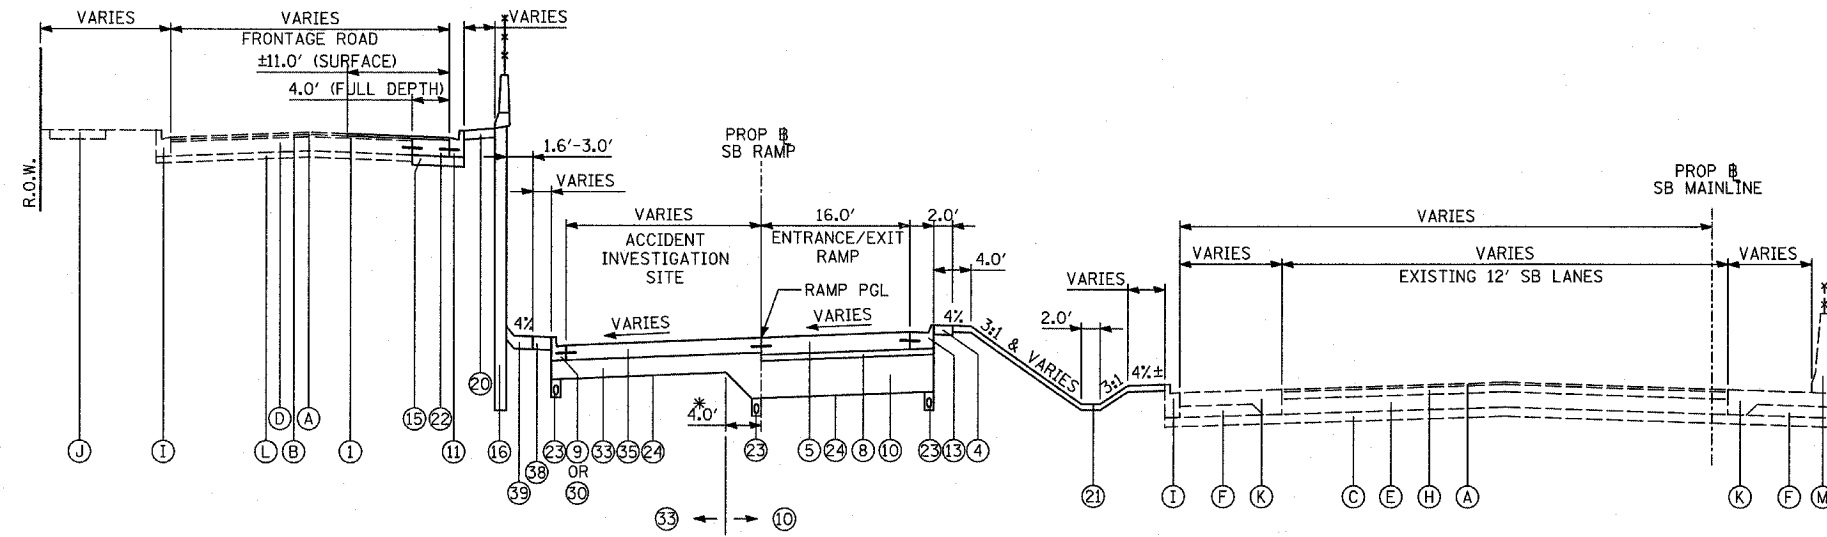 VARIES
VARIES
VARIES
FRONTAGE ROAD
±11.0' (SURFACE)
4.0' (FULL DEPTH)
R.O.W.
1.6'-3.0'
VARIES
PROP ℄
SB RAMP
VARIES
16.0'
2.0'
ACCIDENT
INVESTIGATION
SITE
ENTRANCE/EXIT
RAMP
4.0'
RAMP PGL
4%
VARIES
VARIES
4%
3:1 & VARIES
VARIES
2.0'
3:1
4%±
PROP ℄
SB MAINLINE
VARIES
VARIES
VARIES
VARIES
EXISTING 12' SB LANES
*
4.0'
20
J
I
L
D
B
A
1
15
22
11
16
39
38
23
9
OR
30
33
35
24
23
5
24
8
10
23
13
4
21
I
F
K
C
E
H
A
K
F
M
33
10